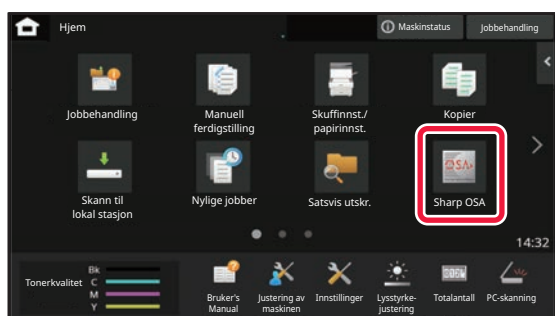 Hjem
Maskinstatus
Jobbehandling
Jobbehandling
Manuell
ferdigstilling
Skuffinnst./
papirinnst.
Kopier
OSA
Skann til
lokal stasjon
Nylige jobber
Satsvis utskr.
Sharp OSA
14:32
Tonerkvalitet
Bk
C
M
Y
Bruker's
Manual
Justering av
maskinen
Innstillinger
Lysstyrke-
justering
Totalantall
PC-skanning